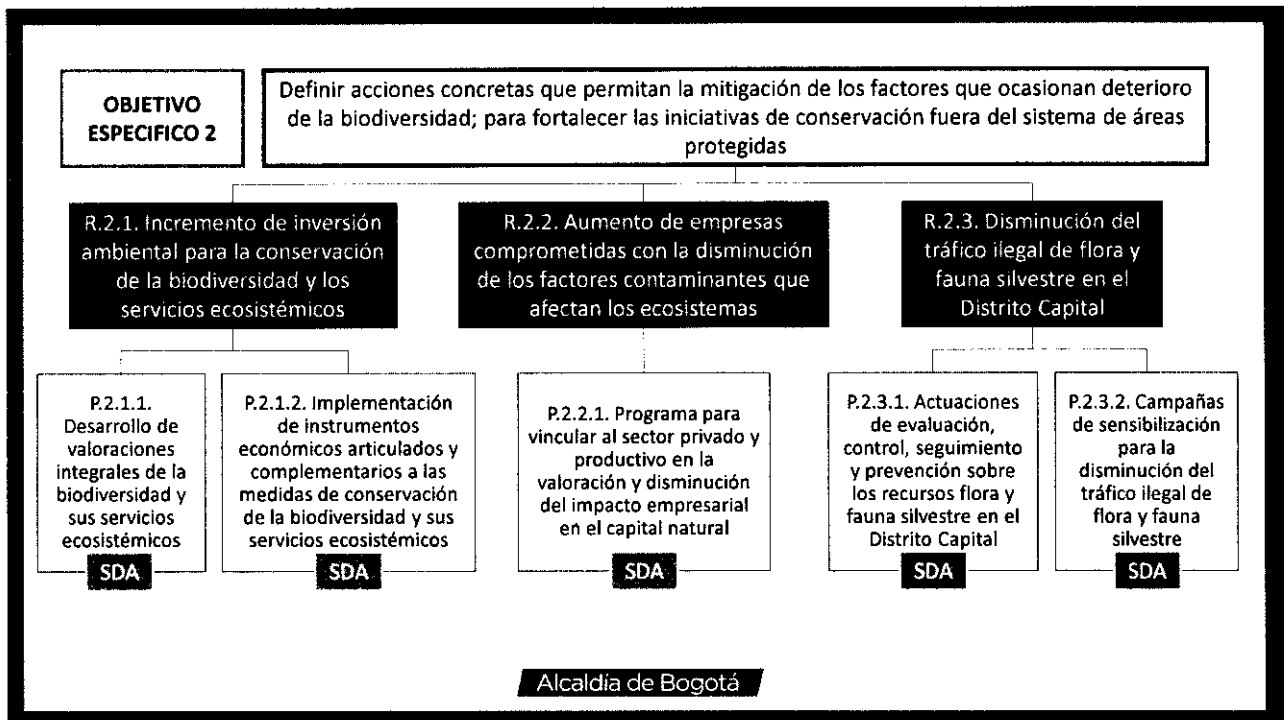 OBJETIVO
ESPECIFICO 2
Definir acciones concretas que permitan la mitigación de los factores que ocasionan deterioro
de la biodiversidad; para fortalecer las iniciativas de conservación fuera del sistema de áreas
protegidas
R.2.1. Incremento de inversión
ambiental para la conservación
de la biodiversidad y los
servicios ecosistémicos
R.2.2. Aumento de empresas
comprometidas con la disminución
de los factores contaminantes que
afectan los ecosistemas
R.2.3. Disminución del
tráfico ilegal de flora y
fauna silvestre en el
Distrito Capital
P.2.1.1.
Desarrollo de
valoraciones
integrales de la
biodiversidad y
sus servicios
ecosistémicos
SDA
P.2.1.2. Implementación
de instrumentos
económicos articulados y
complementarios a las
medidas de conservación
de la biodiversidad y sus
servicios ecosistémicos
SDA
P.2.2.1. Programa para
vincular al sector privado y
productivo en la
valoración y disminución
del impacto empresarial
en el capital natural
SDA
P.2.3.1. Actuaciones
de evaluación,
control, seguimiento
y prevención sobre
los recursos flora y
fauna silvestre en el
Distrito Capital
SDA
P.2.3.2. Campañas
de sensibilización
para la
disminución del
tráfico ilegal de
flora y fauna
silvestre
SDA
Alcaldía de Bogotá